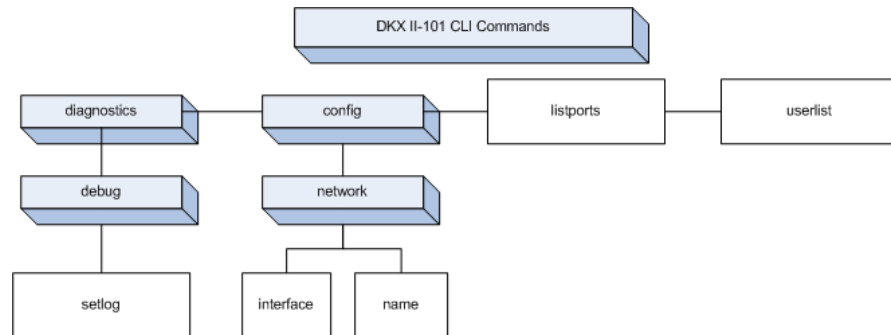 DKX II-101 CLI Commands
diagnostics
config
listports
userlist
debug
network
setlog
interface
name